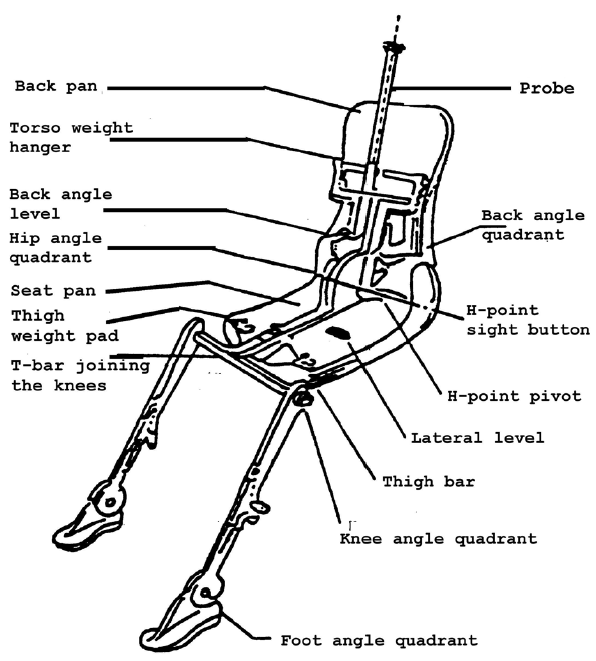 Back pan
Probe
Torso weight
hanger
Back angle
level
Back angle
quadrant
Hip angle
quadrant
Seat pan
H-point
sight button
Thigh
weight pad
T-bar joining
the knees
H-point pivot
Lateral level
Thigh bar
Knee angle quadrant
Foot angle quadrant